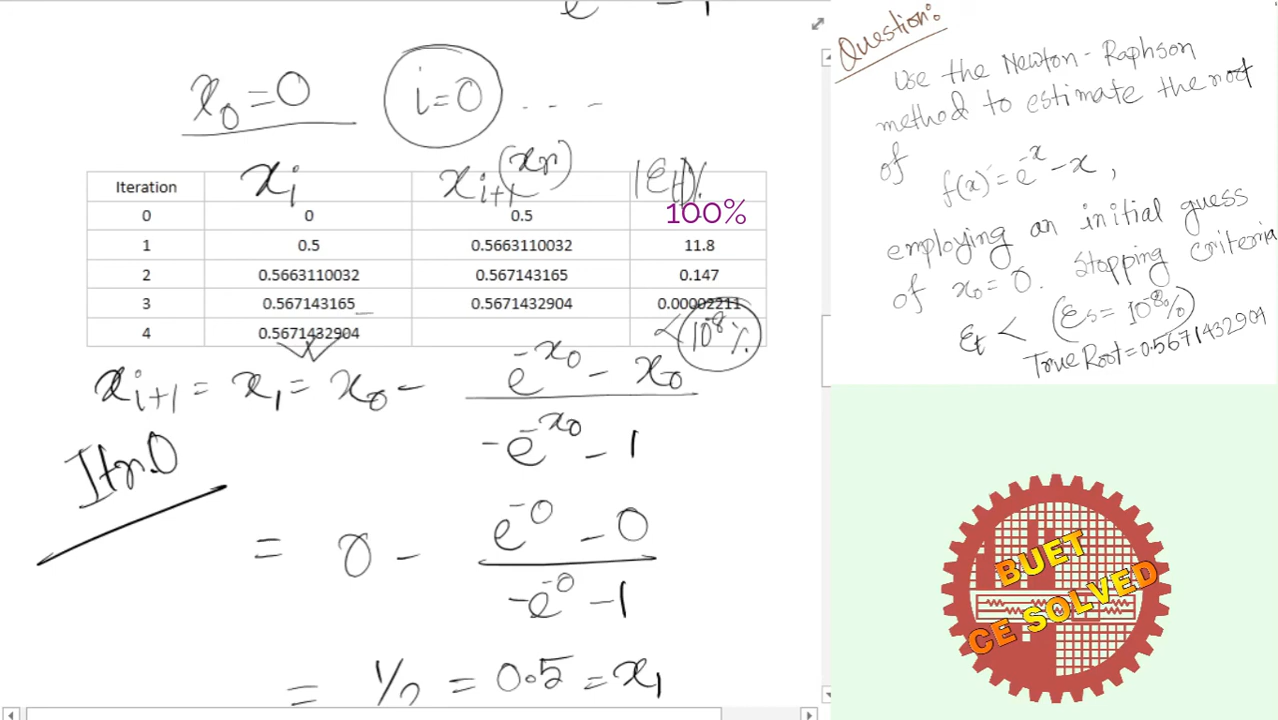 e -1
x₀ = 0 i=0 ....
Iteration xᵢ xᵢ₊₁ (xr) |εt|%
0 0 0.5 100%
1 0.5 0.5663110032 11.8
2 0.5663110032 0.567143165 0.147
3 0.567143165 0.5671432904 0.00002211
4 0.5671432904 < 10⁻⁸ %
xᵢ₊₁ = x₁ = x₀ - (e^-x₀ - x₀) / (-e^-x₀ - 1)
Itr.0
= 0 - (e^-0 - 0) / (-e^-0 - 1)
= 1/2 = 0.5 = x₁
Question:
Use the Newton-Raphson
method to estimate the root
of
f(x) = e^-x - x,
employing an initial guess
of x₀ = 0. Stopping criteria
εt < (εs = 10⁻⁸%)
True Root = 0.5671432904
BUET
CE SOLVED